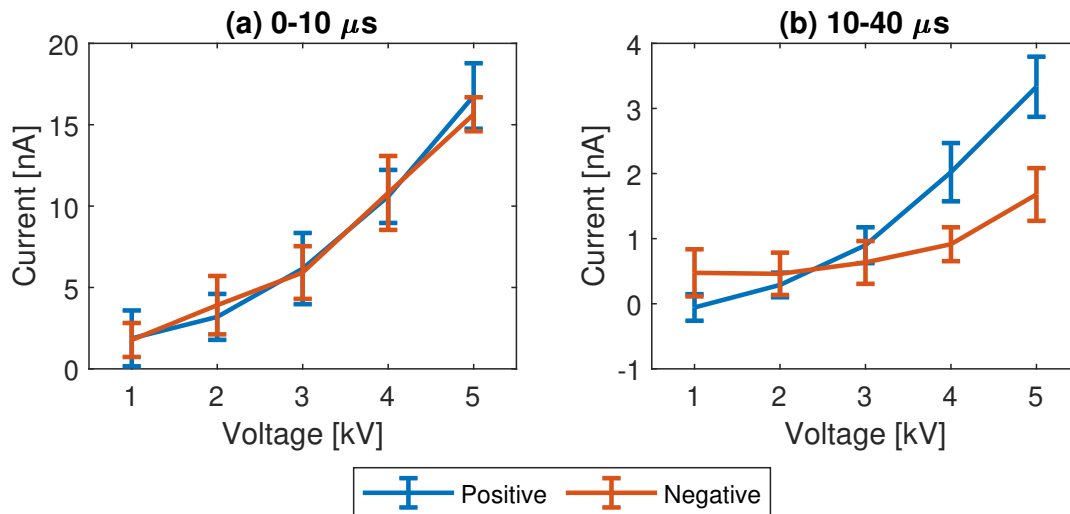 (a) 0-10 μs
20
15
10
5
0
Current [nA]
1 2 3 4 5
Voltage [kV]
(b) 10-40 μs
4
3
2
1
0
-1
Current [nA]
1 2 3 4 5
Voltage [kV]
Positive Negative